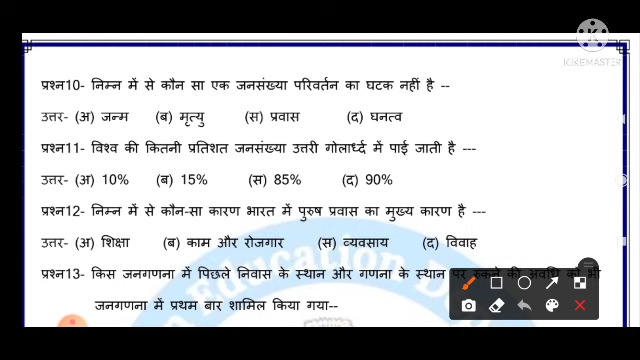 KINEMASTER
प्रश्न10- निम्न में से कौन सा एक जनसंख्या परिवर्तन का घटक नहीं है --
उत्तर- (अ) जन्म (ब) मृत्यु (स) प्रवास (द) घनत्व
प्रश्न11- विश्व की कितनी प्रतिशत जनसंख्या उत्तरी गोलार्ध्द में पाई जाती है ---
उत्तर- (अ) 10% (ब) 15% (स) 85% (द) 90%
प्रश्न12- निम्न में से कौन-सा कारण भारत में पुरुष प्रवास का मुख्य कारण है ---
उत्तर- (अ) शिक्षा (ब) काम और रोजगार (स) व्यवसाय (द) विवाह
प्रश्न13- किस जनगणना में पिछले निवास के स्थान और गणना के स्थान पर रुकने की अवधि को भी
जनगणना में प्रथम बार शामिल किया गया--